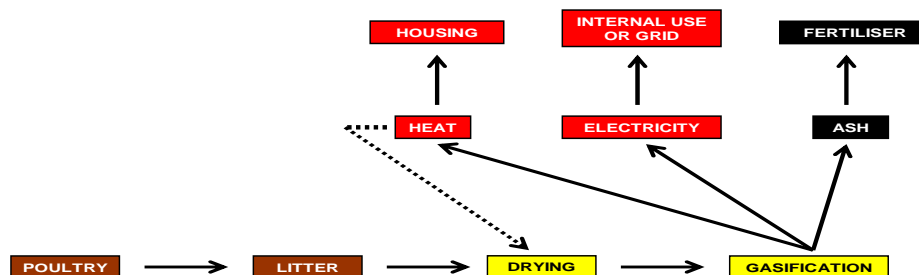 HOUSING
INTERNAL USE
OR GRID
FERTILISER
HEAT
ELECTRICITY
ASH
POULTRY
LITTER
DRYING
GASIFICATION